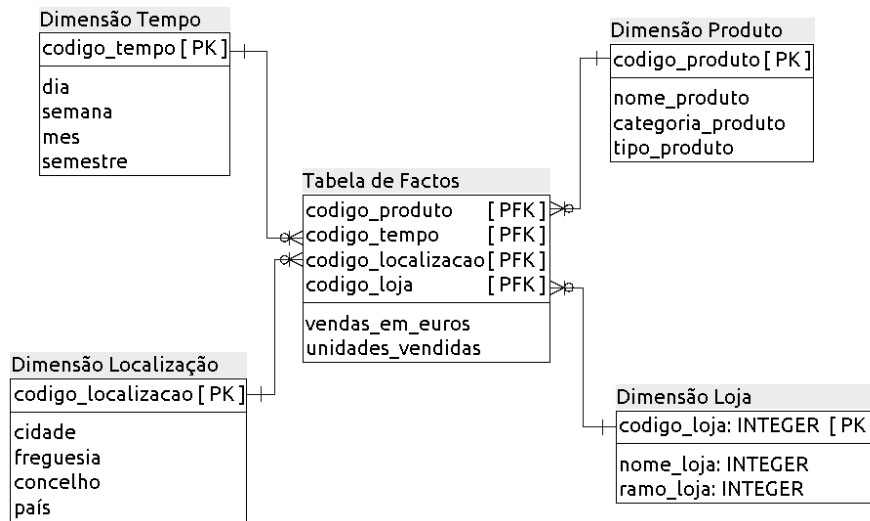 Dimensão Tempo
codigo_tempo [ PK ]
dia
semana
mes
semestre
Dimensão Produto
codigo_produto [ PK ]
nome_produto
categoria_produto
tipo_produto
Tabela de Factos
codigo_produto [ PFK ]
codigo_tempo [ PFK ]
codigo_localizacao [ PFK ]
codigo_loja [ PFK ]
vendas_em_euros
unidades_vendidas
Dimensão Localização
codigo_localizacao [ PK ]
cidade
freguesia
concelho
país
Dimensão Loja
codigo_loja: INTEGER [ PK
nome_loja: INTEGER
ramo_loja: INTEGER